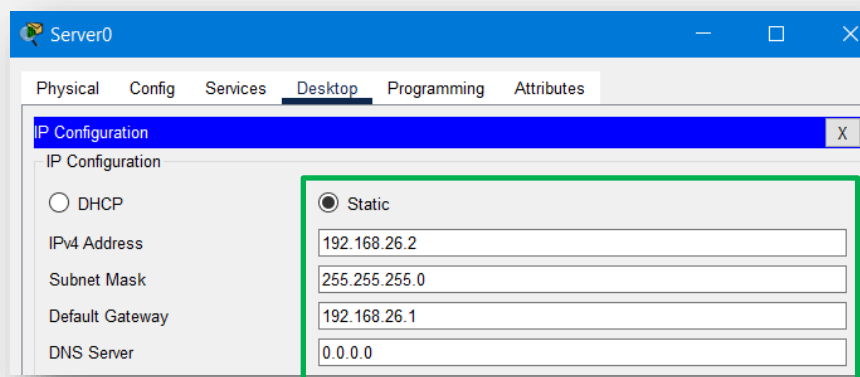 Server0
Physical Config Services Desktop Programming Attributes
IP Configuration X
IP Configuration
DHCP Static
IPv4 Address 192.168.26.2
Subnet Mask 255.255.255.0
Default Gateway 192.168.26.1
DNS Server 0.0.0.0